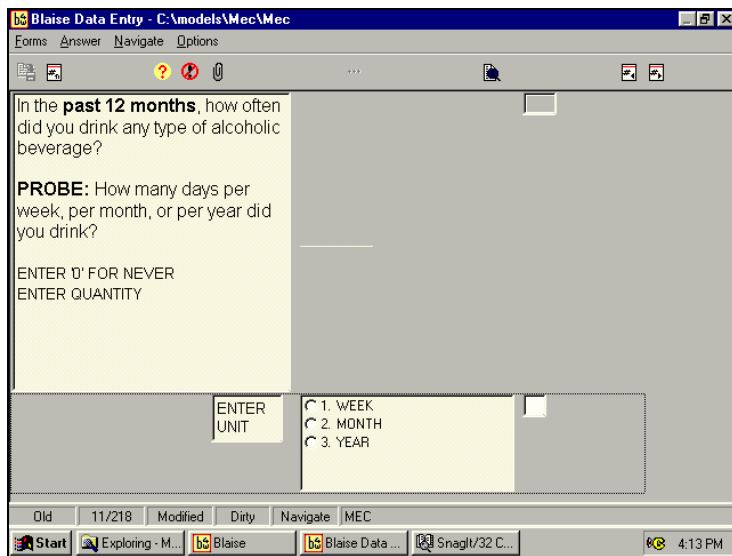 Blaise Data Entry - C:\models\Mec\Mec
Forms Answer Navigate Options
In the past 12 months, how often
did you drink any type of alcoholic
beverage?
PROBE: How many days per
week, per month, or per year did
you drink?
ENTER '0' FOR NEVER
ENTER QUANTITY
ENTER
UNIT
1. WEEK
2. MONTH
3. YEAR
Old 11/218 Modified Dirty Navigate MEC
Start Exploring - M... Blaise Blaise Data ... SnagIt/32 C... 4:13 PM